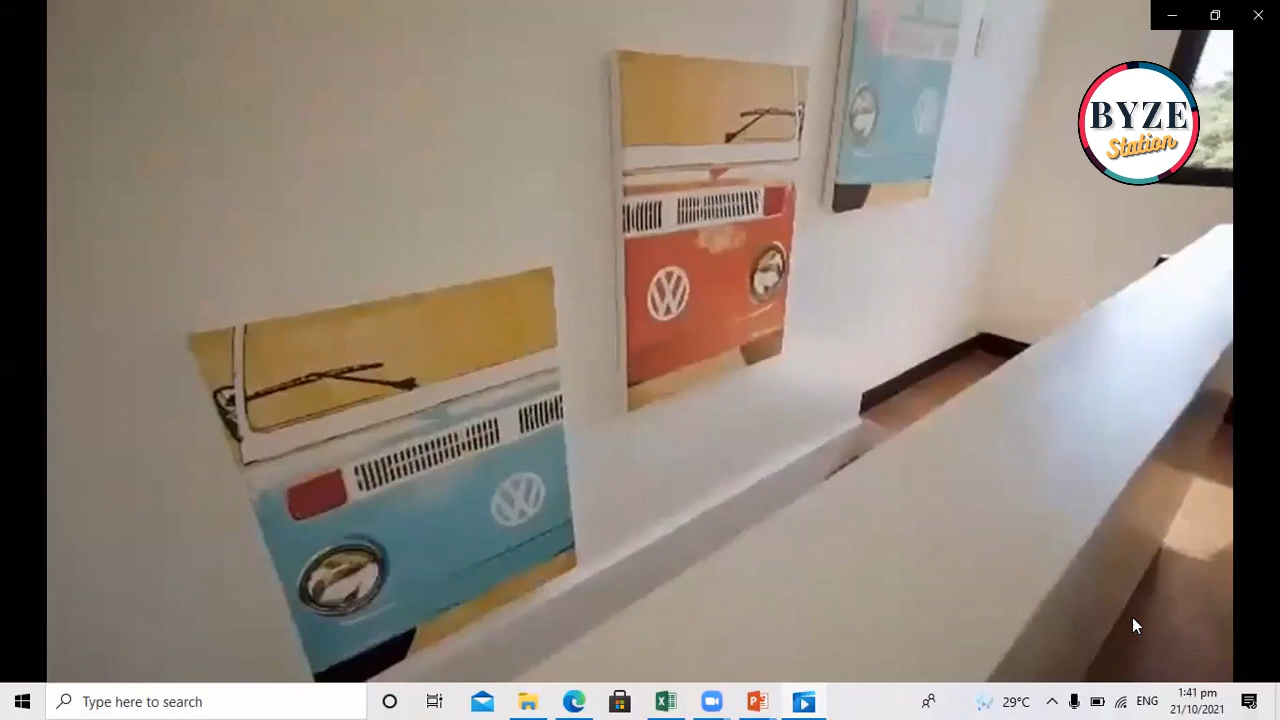 BYZE
Station
Type here to search
29°C
ENG
1:41 pm
21/10/2021